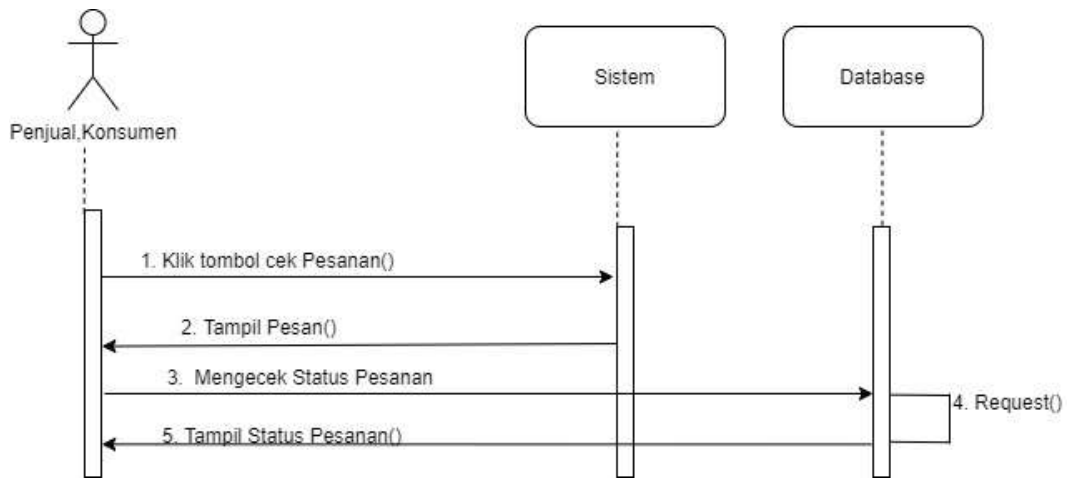 Sistem
Database
Penjual,Konsumen
1. Klik tombol cek Pesanan()
2. Tampil Pesan()
3. Mengecek Status Pesanan
4. Request()
5. Tampil Status Pesanan()